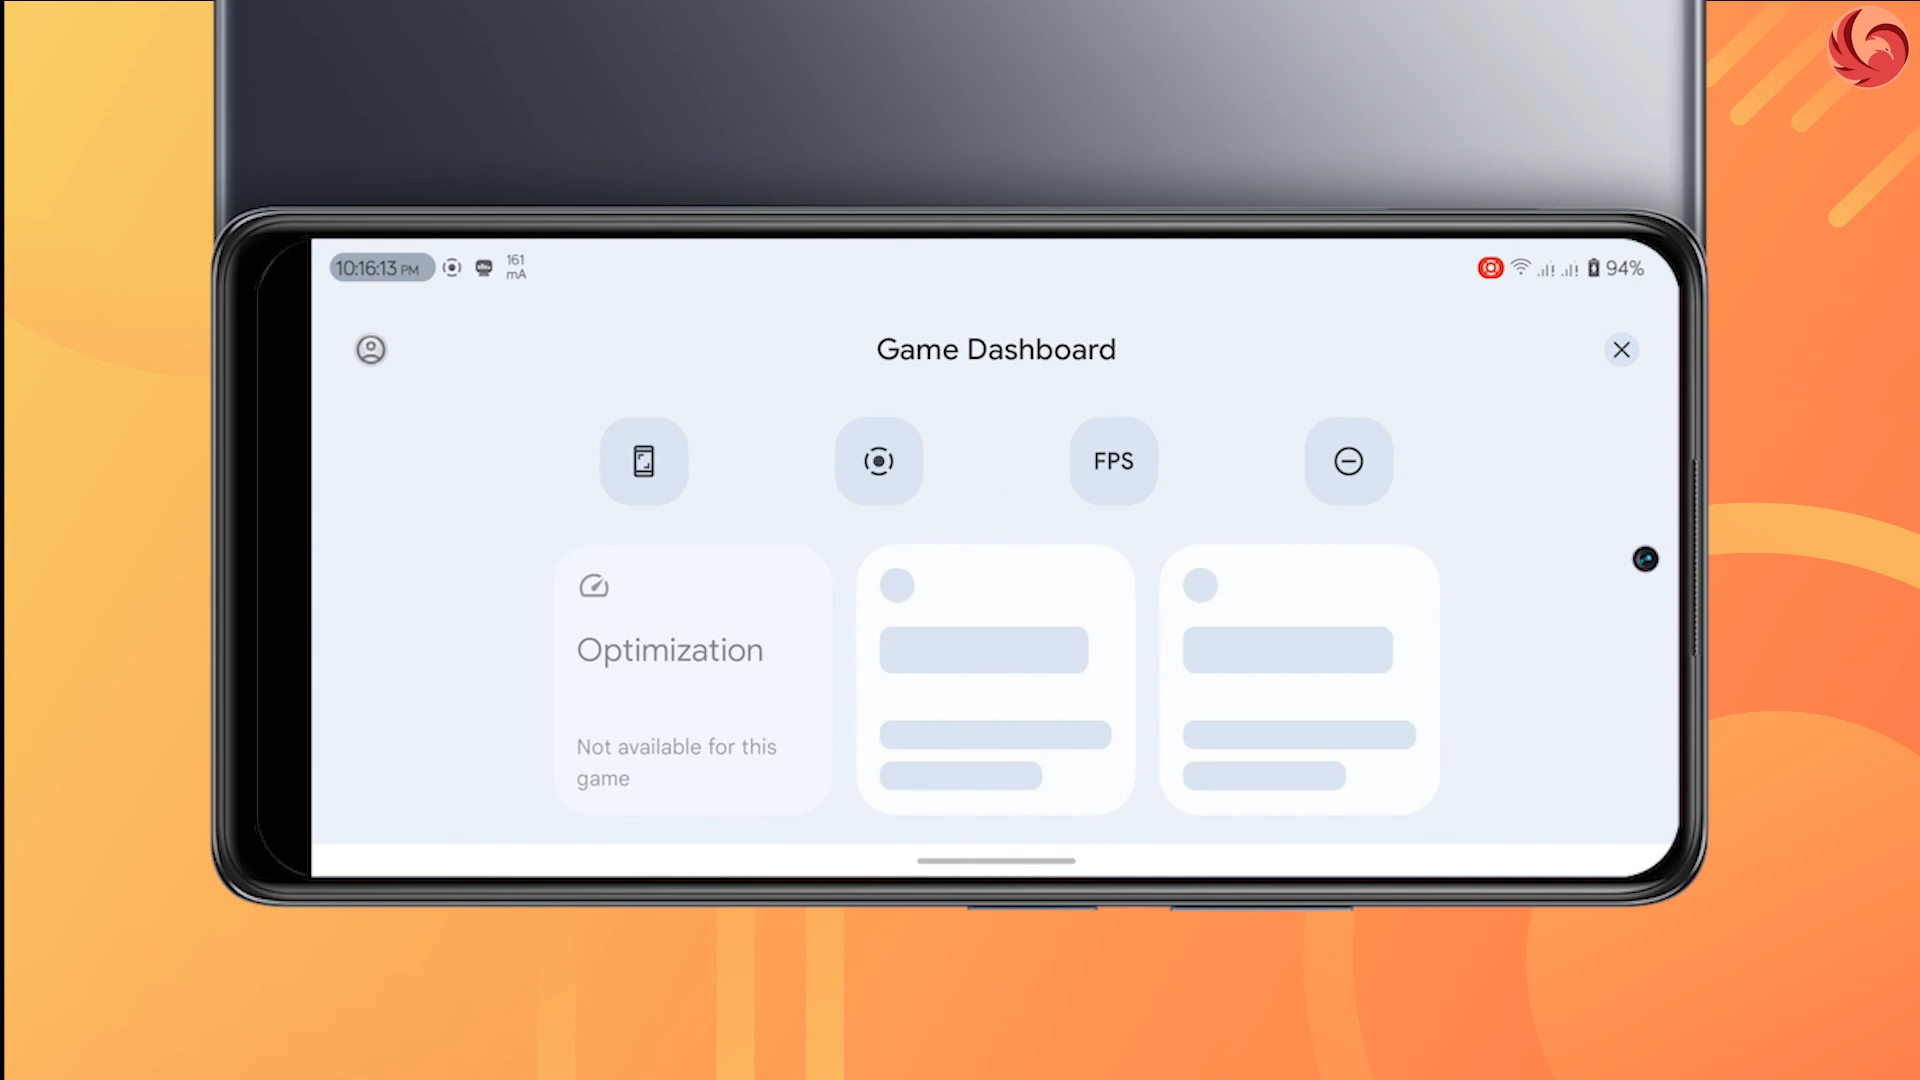 10:16:13 PM
161
mA
94%
Game Dashboard
FPS
Optimization
Not available for this
game